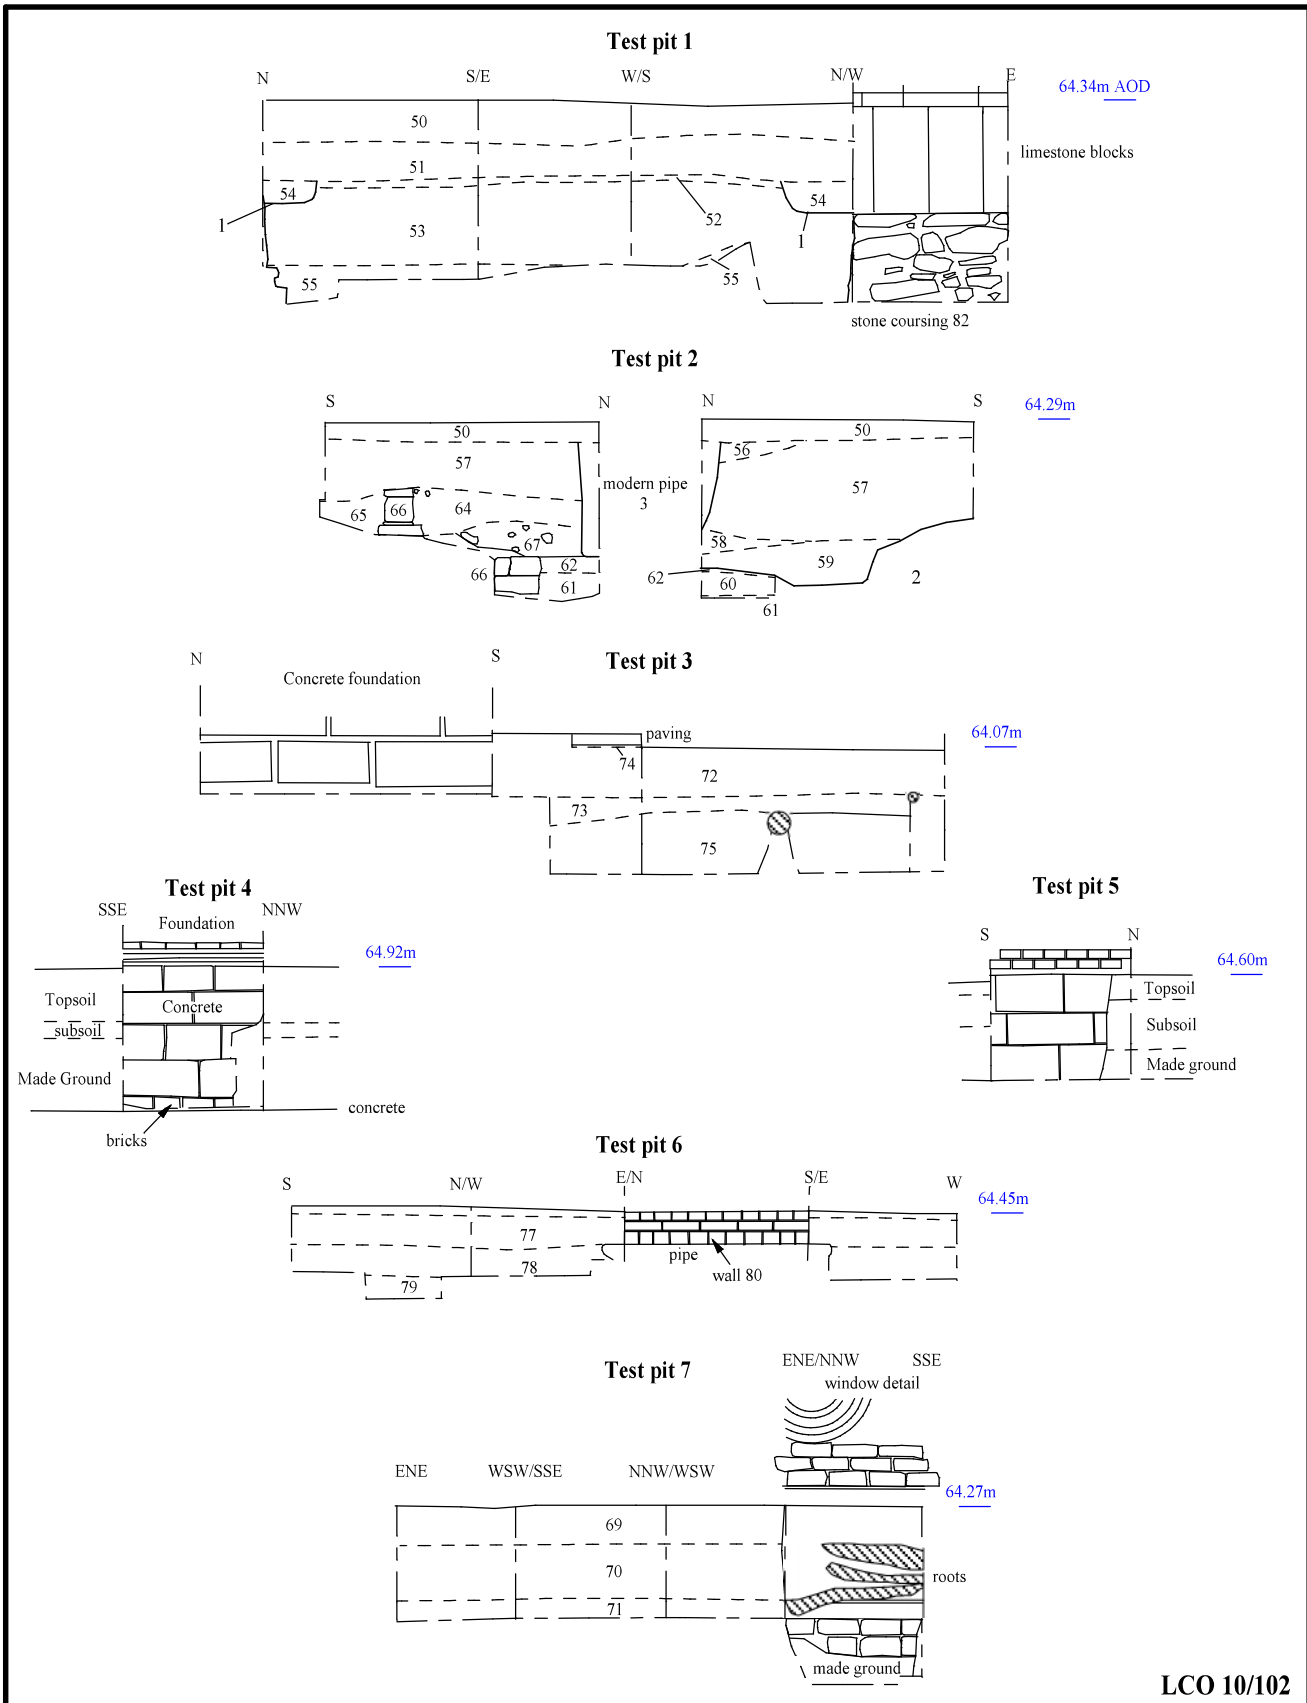 Test pit 1
N S/E W/S N/W E
64.34m AOD
50
limestone blocks
51
54 54
1 52 1
53
55 55
stone coursing 82
Test pit 2
S N N S
64.29m
50 50
56
57 57
modern pipe
3
66 64
65
67 58
62 59
66 62 60 2
61 61
N S Test pit 3
Concrete foundation
paving
64.07m
74 72
73
75
Test pit 4
SSE NNW
Foundation
64.92m
Topsoil
Concrete
subsoil
Made Ground
concrete
bricks
Test pit 5
S N
64.60m
Topsoil
Subsoil
Made ground
Test pit 6
S N/W E/N S/E W
64.45m
77
pipe
78 wall 80
79
Test pit 7
ENE/NNW SSE
window detail
ENE WSW/SSE NNW/WSW
64.27m
69
70 roots
71
made ground
LCO 10/102